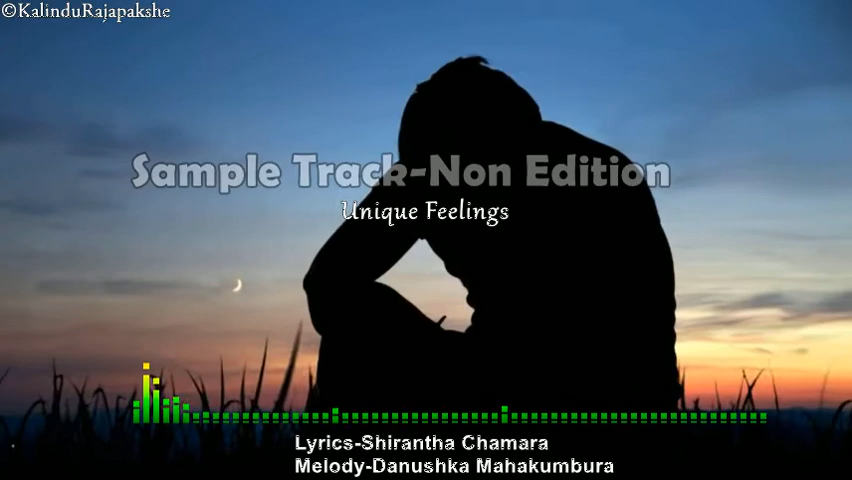 ©KalinduRajapakshe
Sample Track-Non Edition
Unique Feelings
Lyrics-Shirantha Chamara
Melody-Danushka Mahakumbura